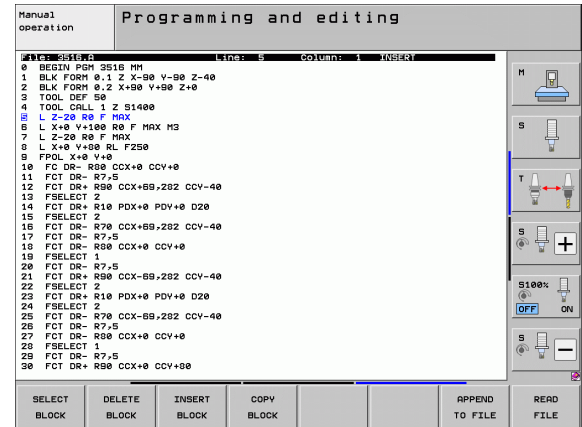 Manual
operation
Programming and editing
File: 3516.A Line: 5 Column: 1 INSERT
0 BEGIN PGM 3516 MM
1 BLK FORM 0.1 Z X-90 Y-90 Z-40
2 BLK FORM 0.2 X+90 Y+90 Z+0
3 TOOL DEF 50
4 TOOL CALL 1 Z S1400
5 L Z-20 R0 F MAX
6 L X+0 Y+100 R0 F MAX M3
7 L Z-20 R0 F MAX
8 L X+0 Y+80 RL F250
9 FPOL X+0 Y+0
10 FC DR- R80 CCX+0 CCY+0
11 FCT DR- R7,5
12 FCT DR+ R90 CCX+69,282 CCY-40
13 FSELECT 2
14 FCT DR+ R10 PDX+0 PDY+0 D20
15 FSELECT 2
16 FCT DR- R70 CCX+69,282 CCY-40
17 FCT DR- R7,5
18 FCT DR- R80 CCX+0 CCY+0
19 FSELECT 1
20 FCT DR- R7,5
21 FCT DR+ R90 CCX-69,282 CCY-40
22 FSELECT 2
23 FCT DR+ R10 PDX+0 PDY+0 D20
24 FSELECT 2
25 FCT DR- R70 CCX-69,282 CCY-40
26 FCT DR- R7,5
27 FCT DR- R80 CCX+0 CCY+0
28 FSELECT 1
29 FCT DR- R7,5
30 FCT DR+ R90 CCX+0 CCY+80
M
S
T
S +
S100%
OFF ON
S −
SELECT
BLOCK
DELETE
BLOCK
INSERT
BLOCK
COPY
BLOCK
APPEND
TO FILE
READ
FILE